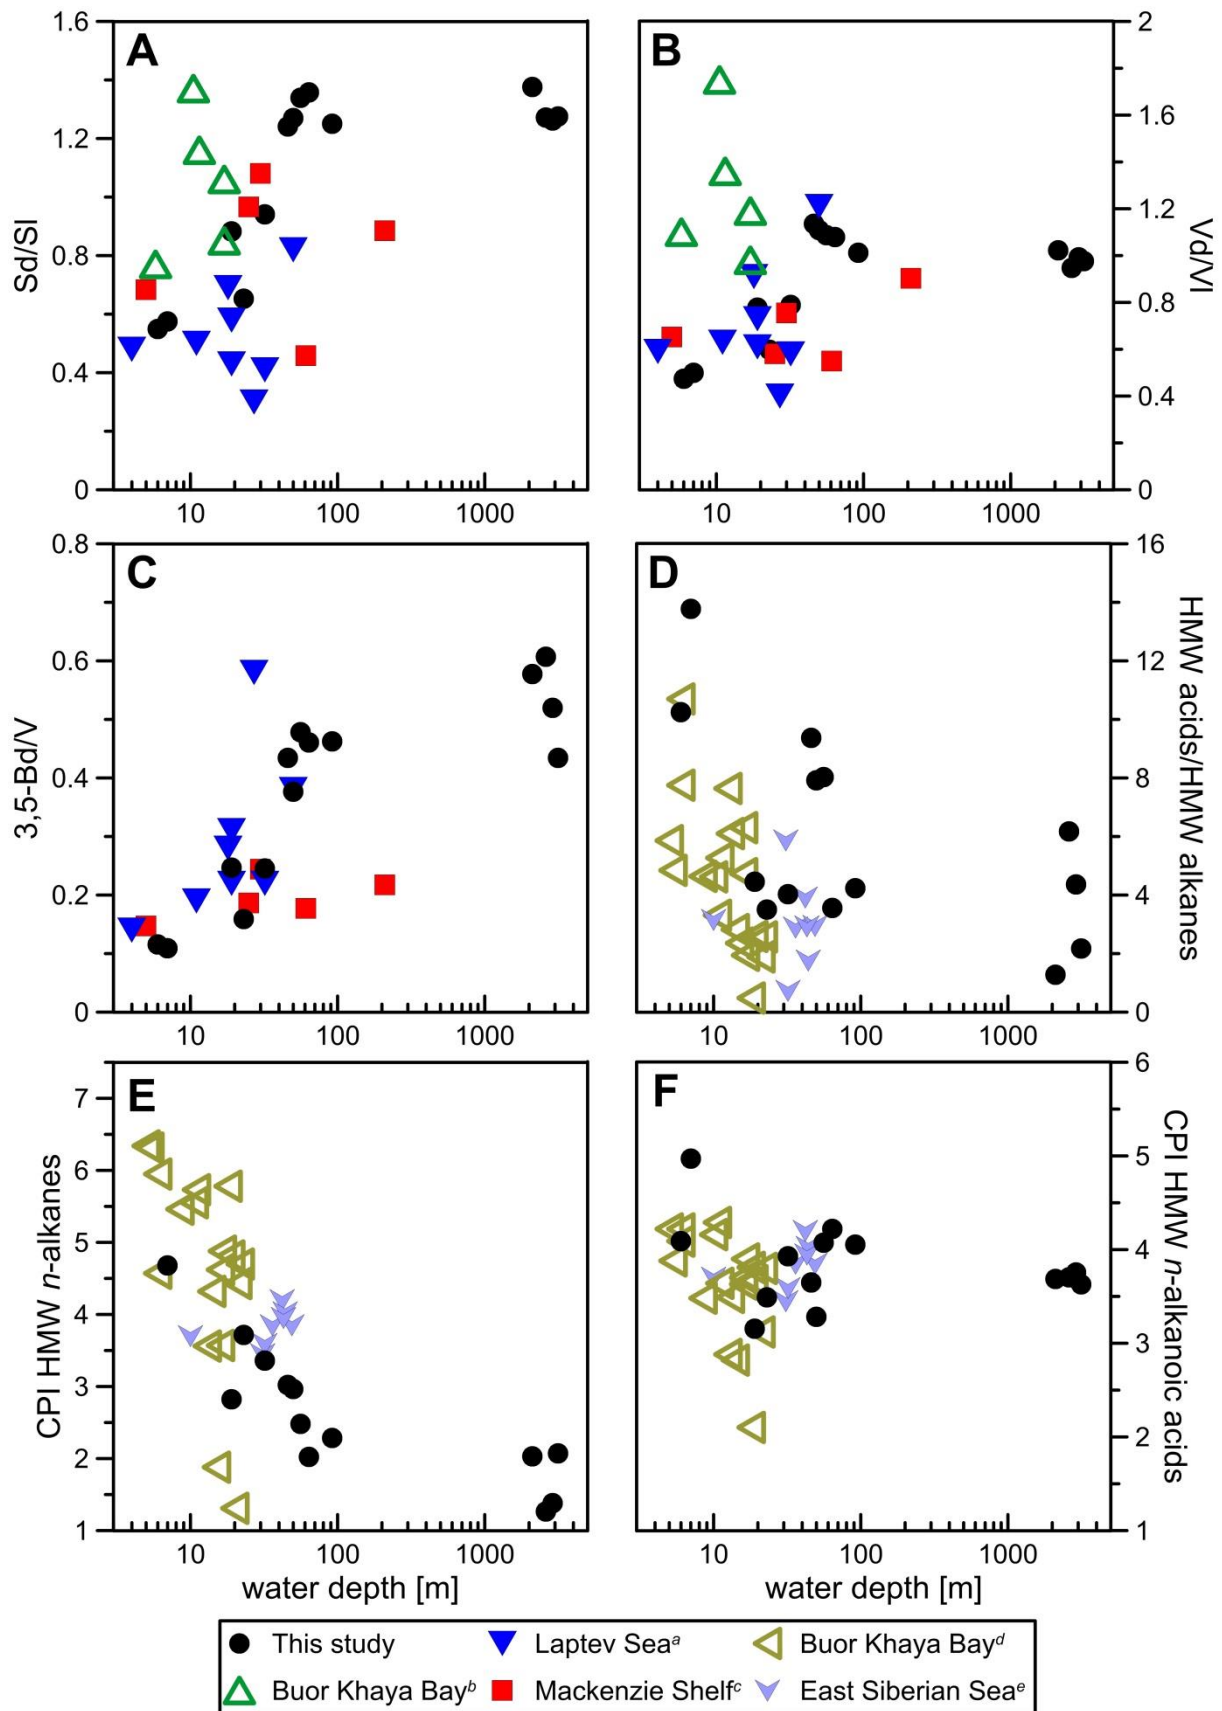 A
B
1.6
1.2
0.8
0.4
0
Sd/Sl
10 100 1000
2
1.6
1.2
0.8
0.4
0
Vd/Vl
10 100 1000
C
D
0.8
0.6
0.4
0.2
0
3,5-Bd/V
10 100 1000
16
12
8
4
0
HMW acids/HMW alkanes
10 100 1000
E
F
7
6
5
4
3
2
1
CPI HMW n-alkanes
10 100 1000
water depth [m]
6
5
4
3
2
1
CPI HMW n-alkanoic acids
10 100 1000
water depth [m]
This study Laptev Sea^a Buor Khaya Bay^d
Buor Khaya Bay^b Mackenzie Shelf^c East Siberian Sea^e